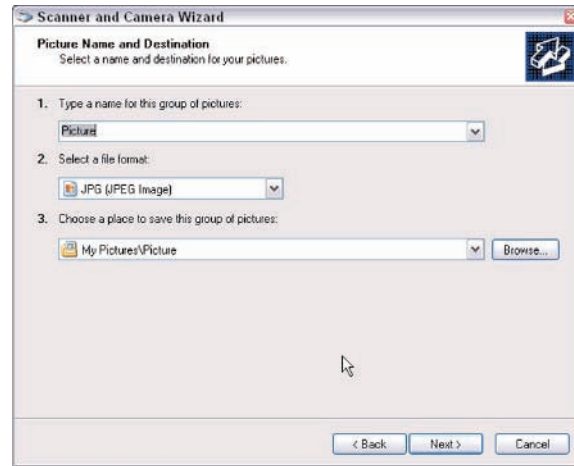 Scanner and Camera Wizard
Picture Name and Destination
Select a name and destination for your pictures.
1. Type a name for this group of pictures:
Picture
2. Select a file format:
JPG (JPEG Image)
3. Choose a place to save this group of pictures:
My Pictures\Picture
Browse...
< Back
Next >
Cancel